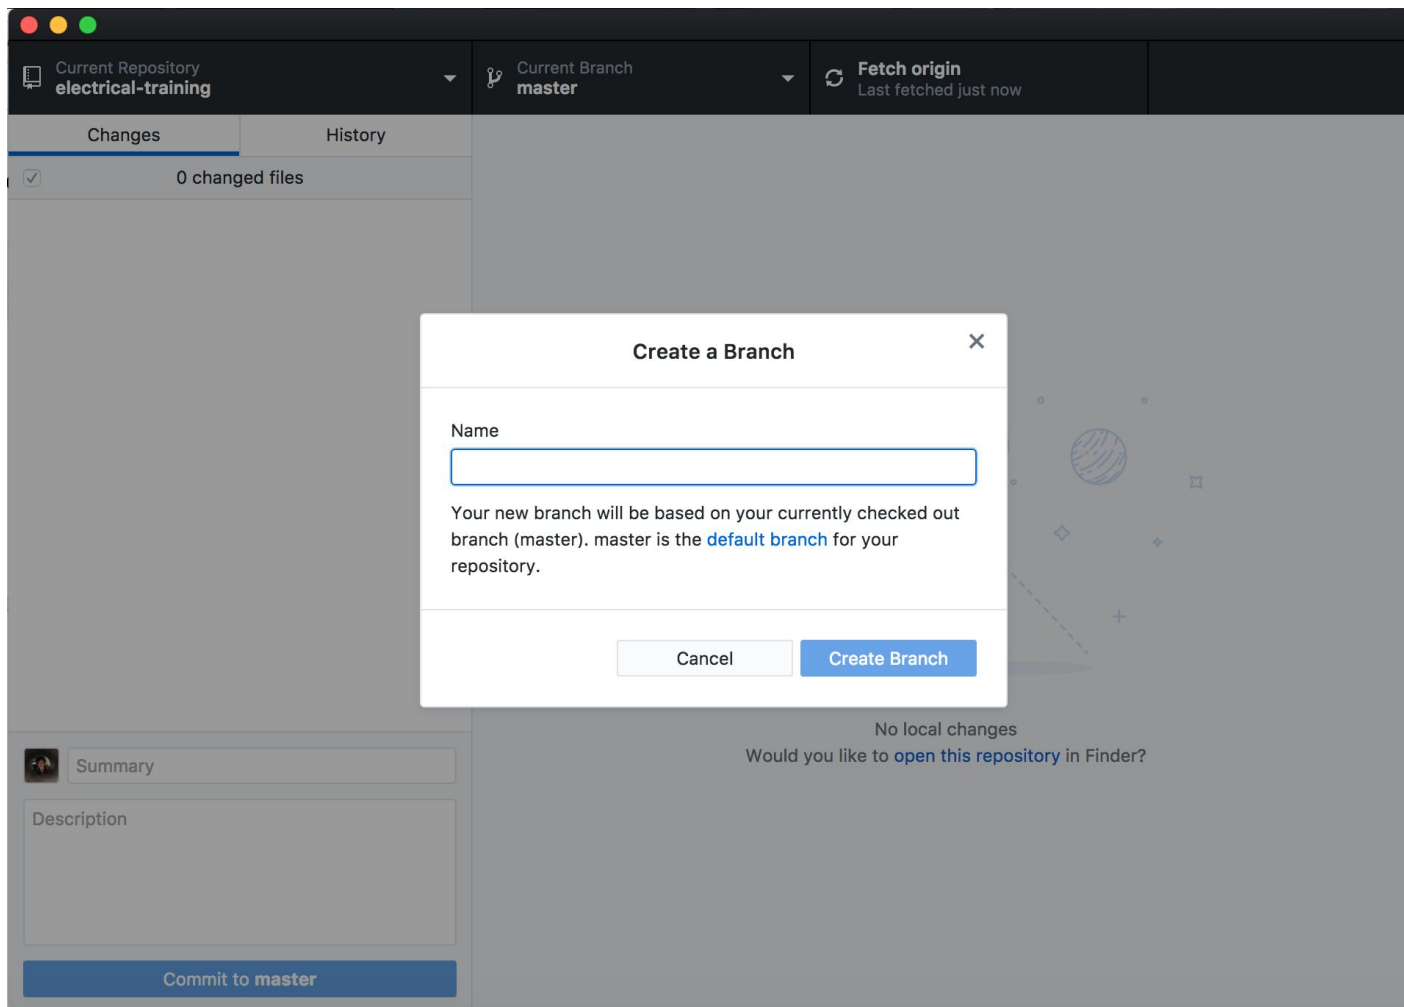 Current Repository
electrical-training
Current Branch
master
Fetch origin
Last fetched just now
Changes
History
0 changed files
Create a Branch
Name
Your new branch will be based on your currently checked out
branch (master). master is the default branch for your
repository.
Cancel
Create Branch
No local changes
Would you like to open this repository in Finder?
Summary
Description
Commit to master